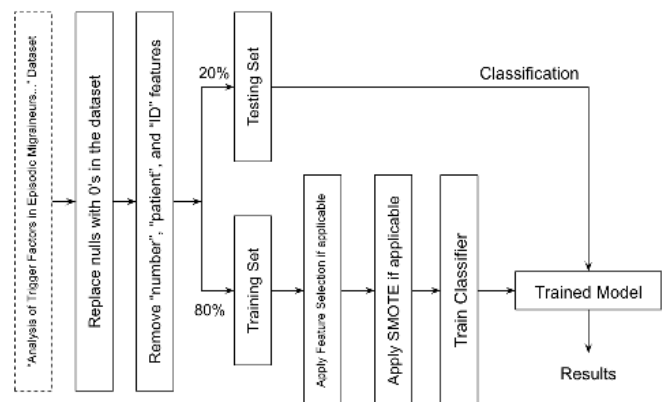 "Analysis of Trigger Factors in Episodic Migraineurs..." Dataset
Replace nulls with 0's in the dataset
Remove "number", "patient", and "ID" features
20%
Testing Set
Classification
80%
Training Set
Apply Feature Selection if applicable
Apply SMOTE if applicable
Train Classifier
Trained Model
Results